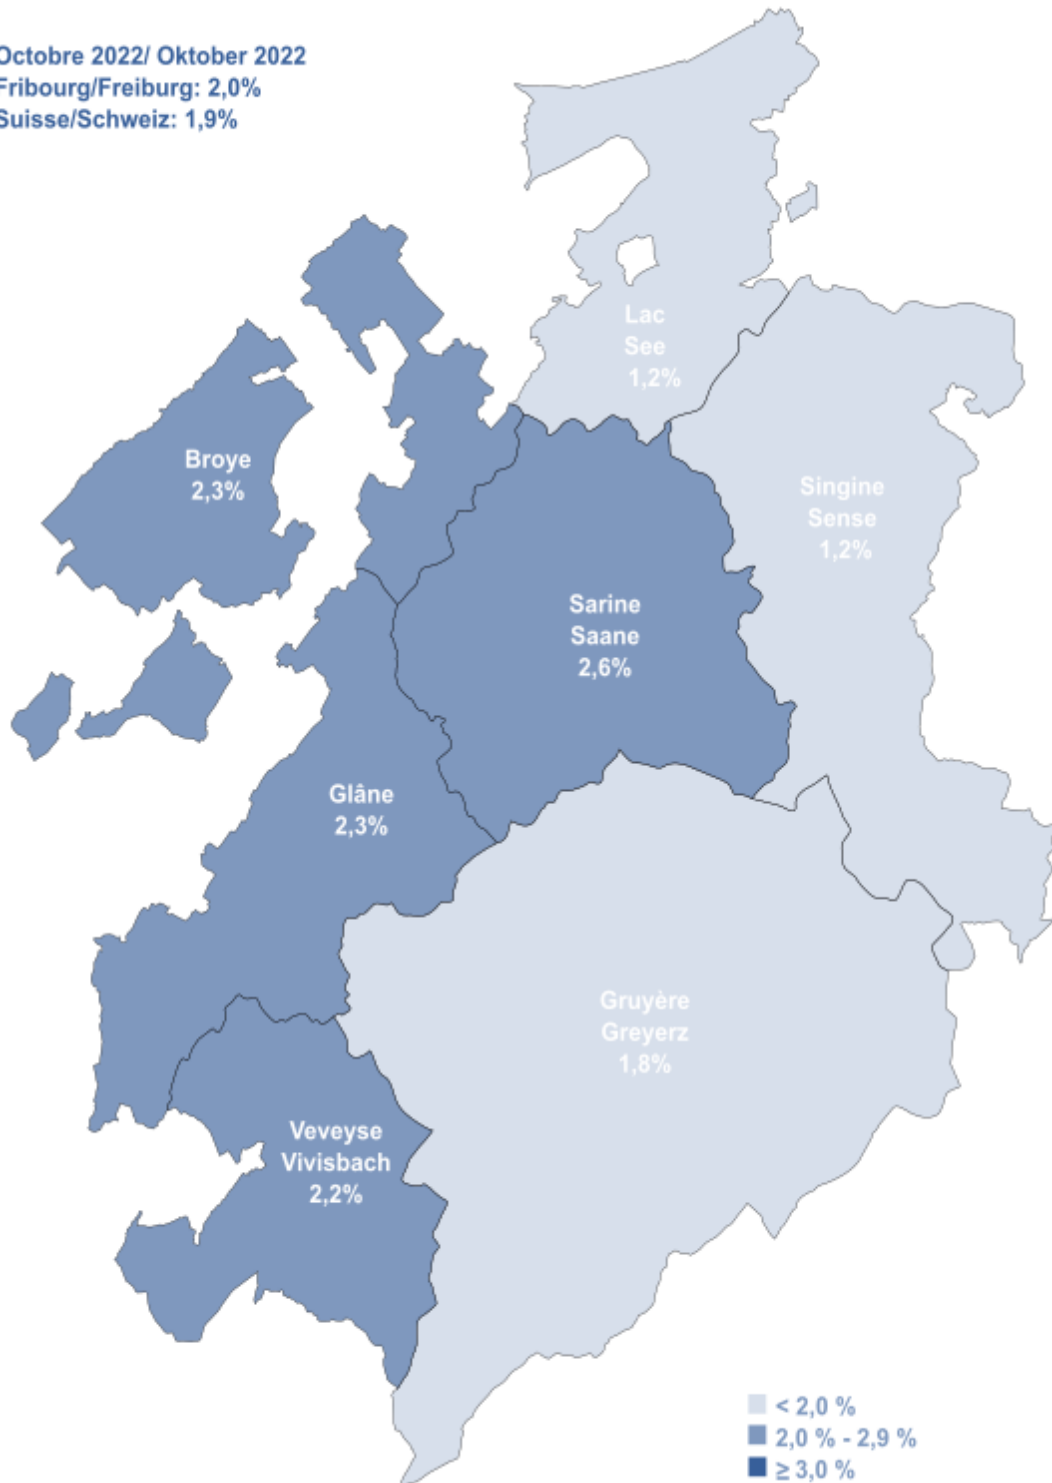 Octobre 2022/ Oktober 2022
Fribourg/Freiburg: 2,0%
Suisse/Schweiz: 1,9%
Lac
See
1,2%
Broye
2,3%
Singine
Sense
1,2%
Sarine
Saane
2,6%
Glâne
2,3%
Gruyère
Greyerz
1,8%
Veveyse
Vivisbach
2,2%
< 2,0 %
2,0 % - 2,9 %
≥ 3,0 %